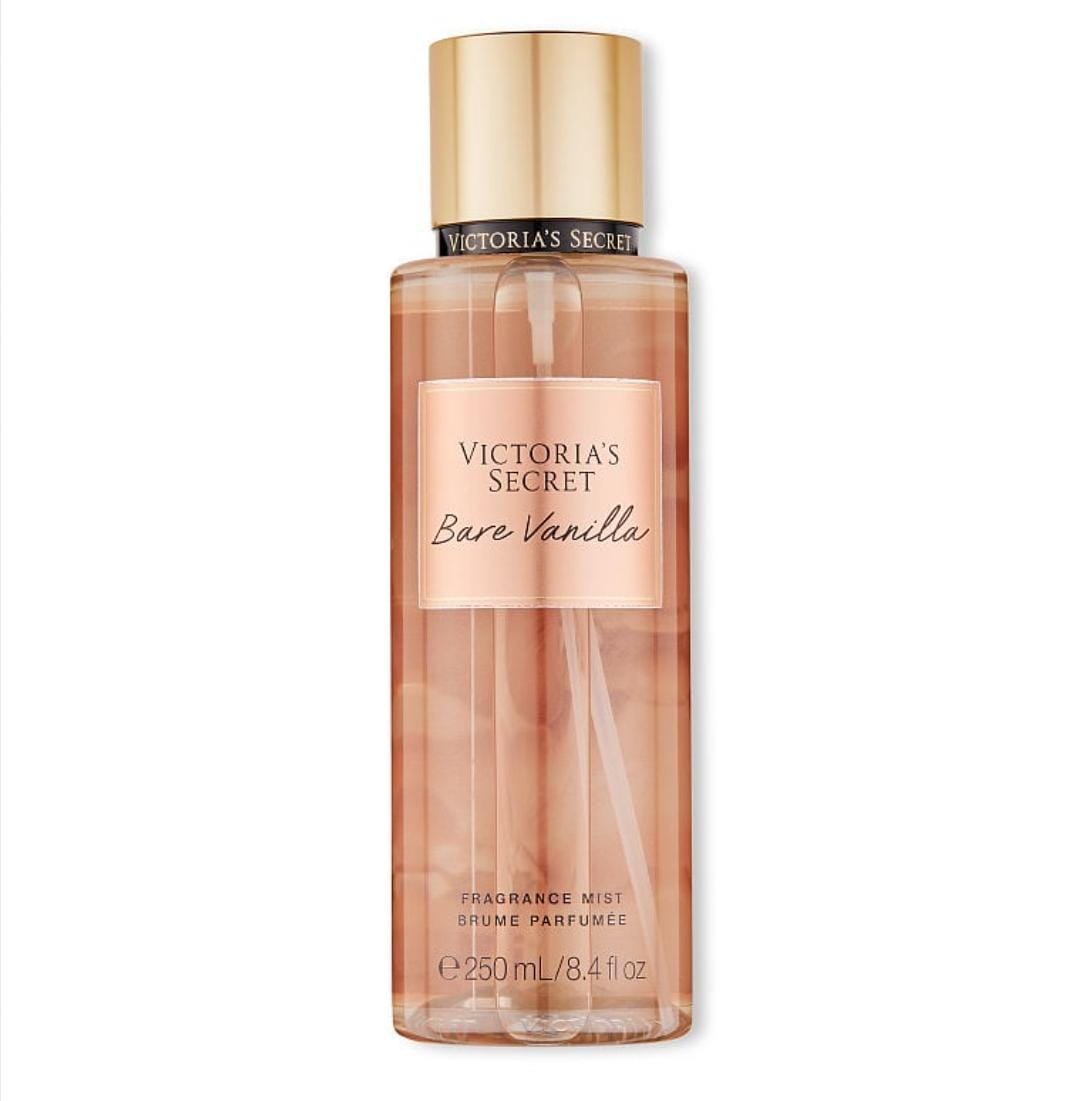 VICTORIA'S SECRET
VICTORIA'S
SECRET
Bare Vanilla
FRAGRANCE MIST
BRUME PARFUMÉE
℮ 250 mL/8.4 fl oz